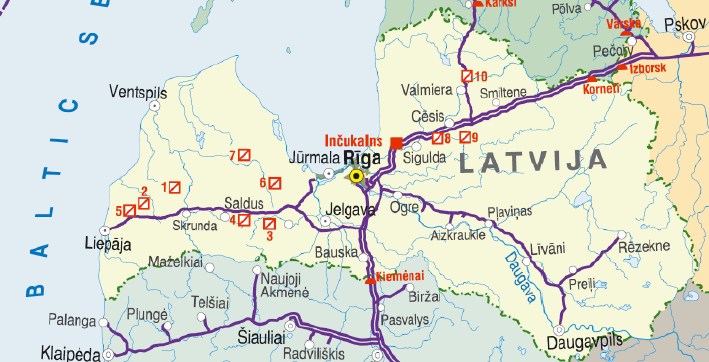 Karksi
Põlva
Värska
Pskov
Pečory
Izborsk
Korneti
10
Valmiera
Smiltene
Ventspils
Cēsis
Inčukalns
8
9
BALTIC SE
7
Jūrmala
Rīga
Sigulda
LATVIJA
1
6
2
5
Saldus
4
3
Skrunda
Jelgava
Ogre
Pļaviņas
Aizkraukle
Līvāni
Rēzekne
Liepāja
Bauska
Daugava
Preiļi
Mažeikiai
Kiemėnai
Naujoji
Akmenė
Biržai
Telšiai
Plungė
Palanga
Pasvalys
Šiauliai
Radviliškis
Daugavpils
Klaipėda